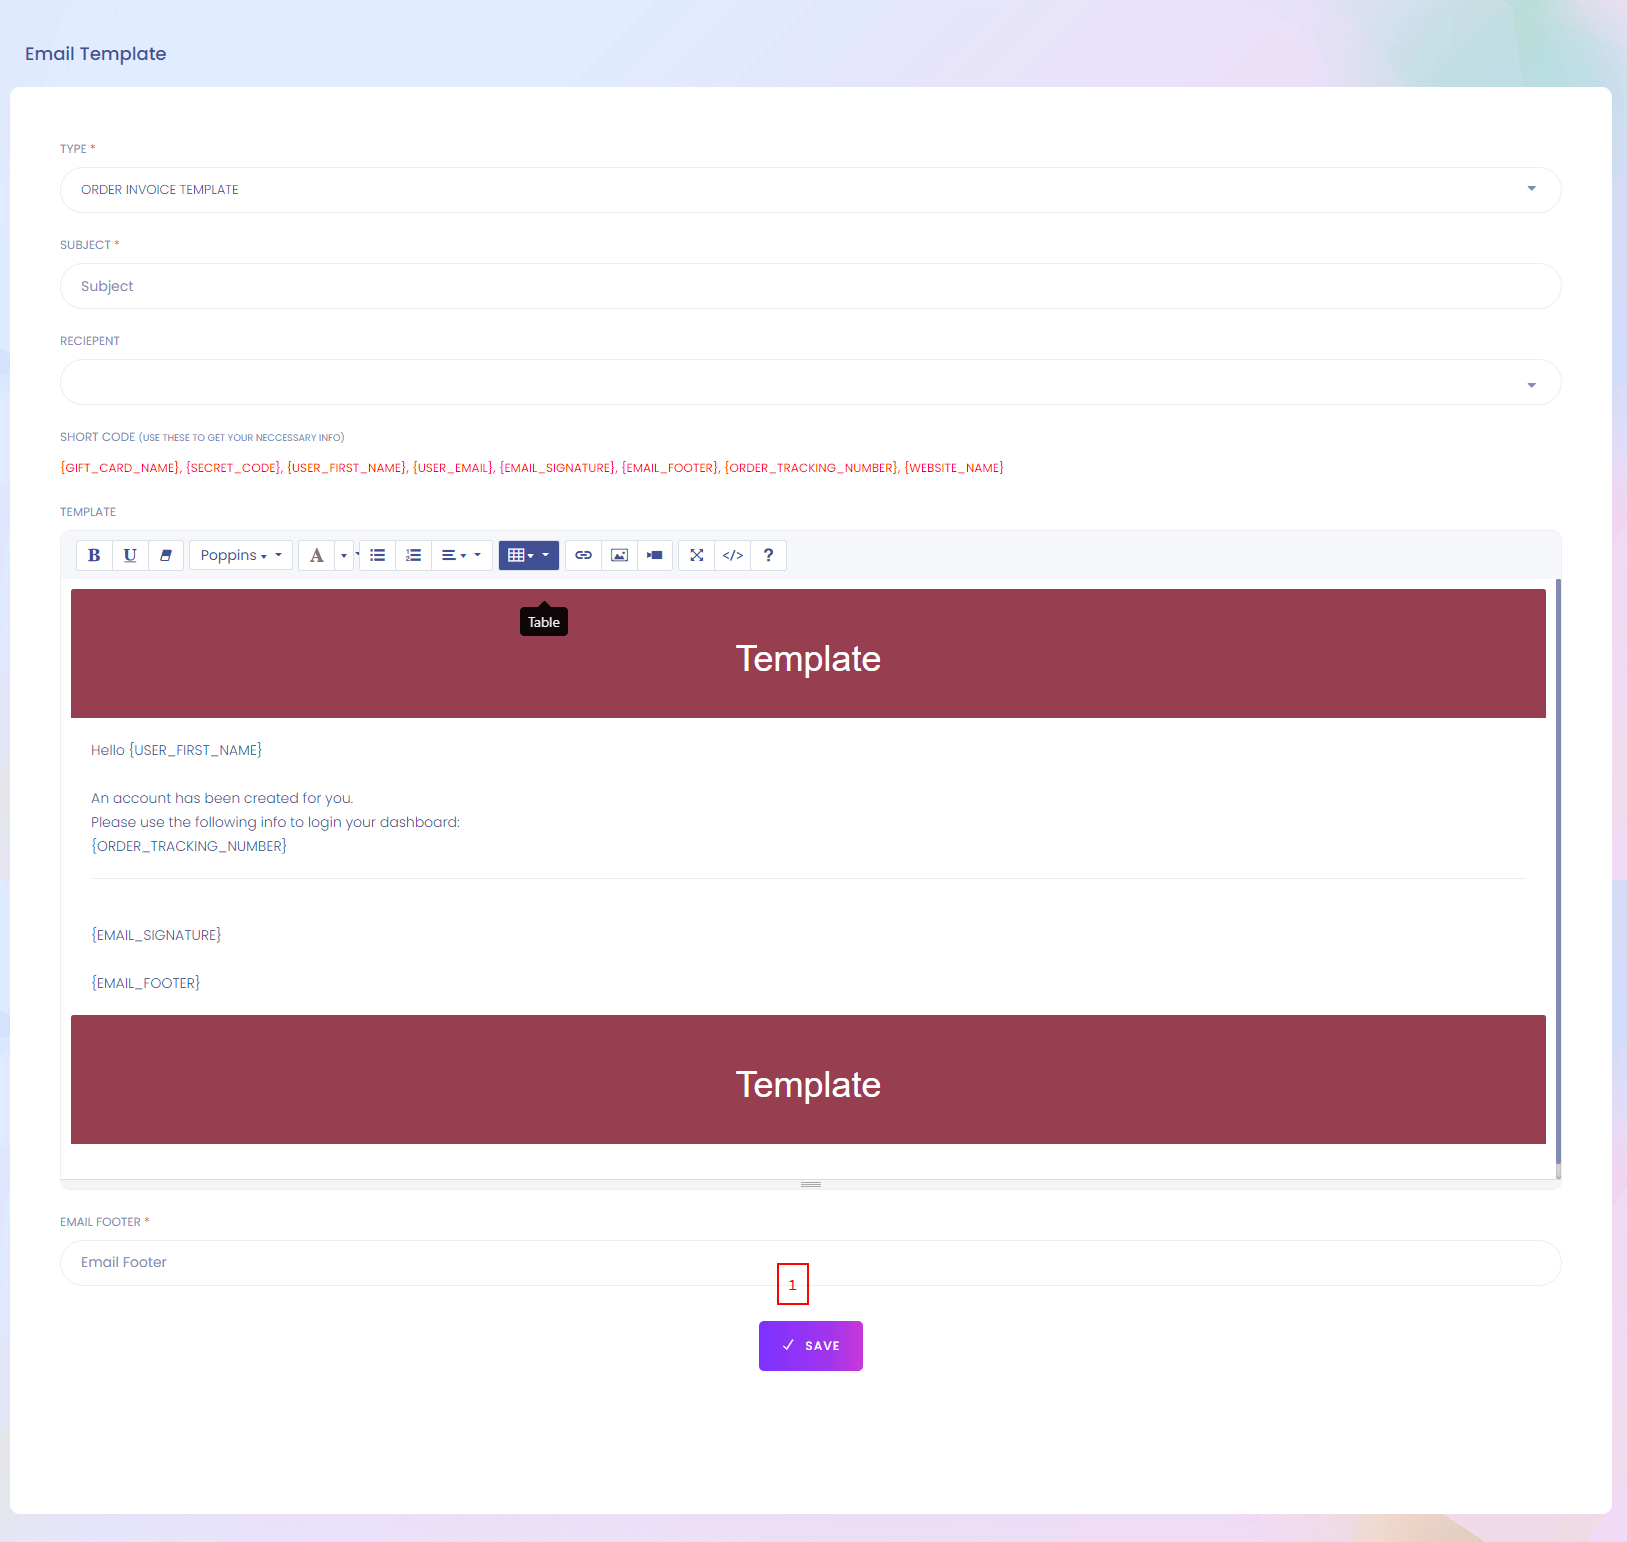 Email Template
TYPE *
ORDER INVOICE TEMPLATE
SUBJECT *
Subject
RECIEPENT
SHORT CODE (USE THESE TO GET YOUR NECCESSARY INFO)
{GIFT_CARD_NAME}, {SECRET_CODE}, {USER_FIRST_NAME}, {USER_EMAIL}, {EMAIL_SIGNATURE}, {EMAIL_FOOTER}, {ORDER_TRACKING_NUMBER}, {WEBSITE_NAME}
TEMPLATE
B U Poppins A </> ?
Table
Template
Hello {USER_FIRST_NAME}
An account has been created for you.
Please use the following info to login your dashboard:
{ORDER_TRACKING_NUMBER}
{EMAIL_SIGNATURE}
{EMAIL_FOOTER}
Template
EMAIL FOOTER *
Email Footer
1
SAVE